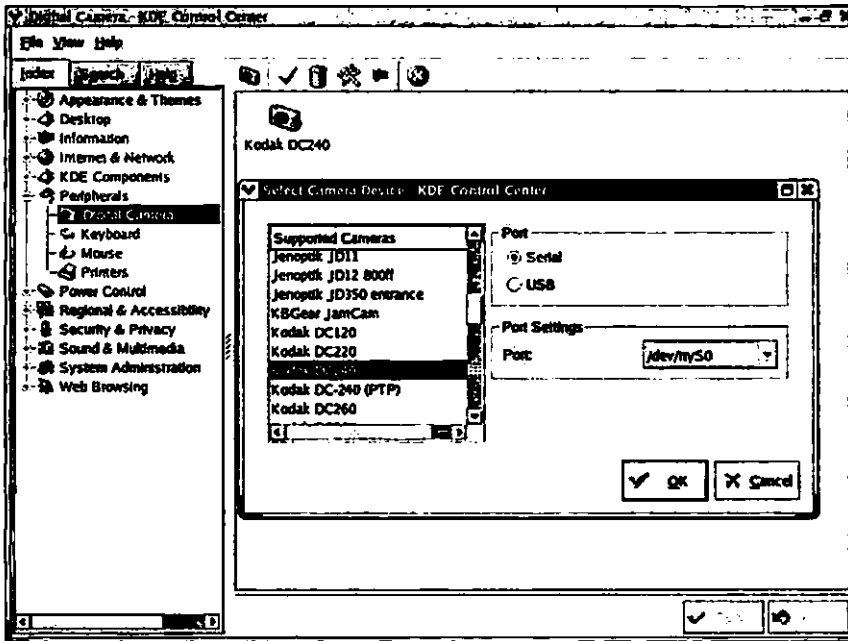 Digital Camera - KDE Control Center
File View Help
Index Search Help
Appearance & Themes
Desktop
Information
Internet & Network
KDE Components
Peripherals
Digital Camera
Keyboard
Mouse
Printers
Power Control
Regional & Accessibility
Security & Privacy
Sound & Multimedia
System Administration
Web Browsing
Kodak DC240
Select Camera Device - KDE Control Center
Supported Cameras
Jenoptik JD11
Jenoptik JD12 800ff
Jenoptik JD350 entrance
KBGear JamCam
Kodak DC120
Kodak DC220
Kodak DC-240 (PTP)
Kodak DC260
Port
Serial
USB
Port Settings
Port:
/dev/ttyS0
OK
Cancel